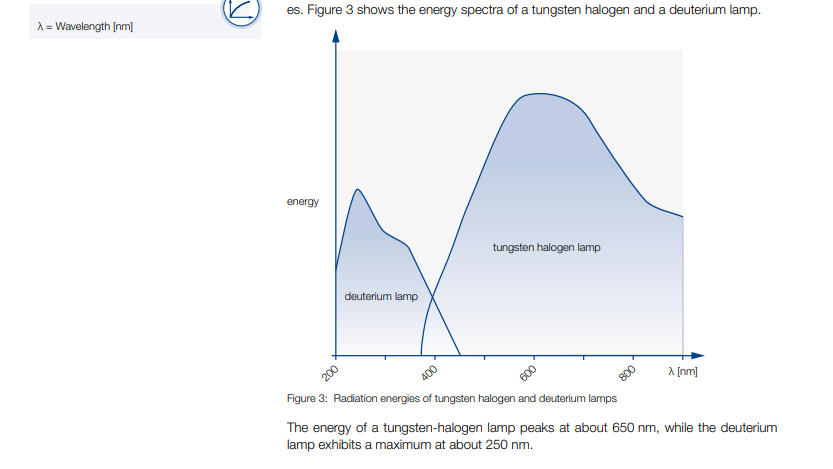 λ = Wavelength [nm]
es. Figure 3 shows the energy spectra of a tungsten halogen and a deuterium lamp.
energy
tungsten halogen lamp
deuterium lamp
200
400
600
800
λ [nm]
Figure 3: Radiation energies of tungsten halogen and deuterium lamps
The energy of a tungsten-halogen lamp peaks at about 650 nm, while the deuterium
lamp exhibits a maximum at about 250 nm.